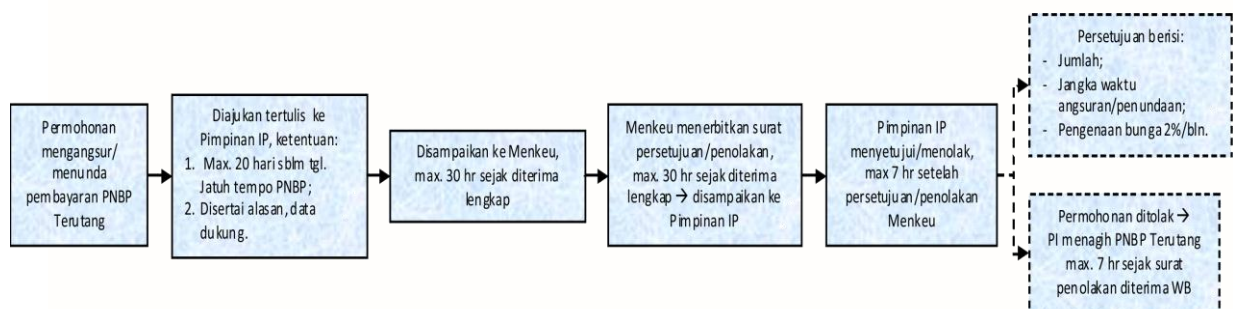 Permohonan
mengangsur/
menunda
pembayaran PNBP
Terutang
Diajukan tertulis ke
Pimpinan IP, ketentuan:
1. Max. 20 hari sblm tgl.
Jatuh tempo PNBP;
2. Disertai alasan, data
dukung.
Disampaikan ke Menkeu,
max. 30 hr sejak diterima
lengkap
Menkeu menerbitkan surat
persetujuan/penolakan,
max. 30 hr sejak diterima
lengkap → disampaikan ke
Pimpinan IP
Pimpinan IP
menyetujui/menolak,
max 7 hr setelah
persetujuan/penolakan
Menkeu
Persetujuan berisi:
- Jumlah;
- Jangka waktu
angsuran/penundaan;
- Pengenaan bunga 2%/bln.
Permohonan ditolak →
PI menagih PNBP Terutang
max. 7 hr sejak surat
penolakan diterima WB